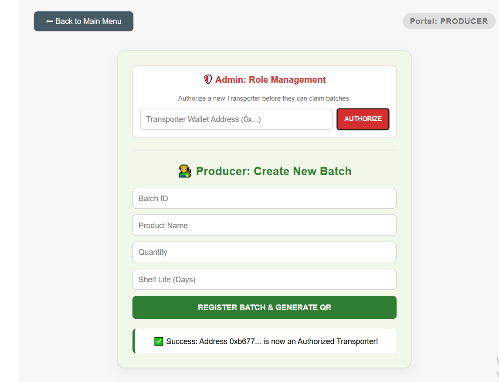 ← Back to Main Menu
Portal: PRODUCER
Admin: Role Management
Authorize a new Transporter before they can claim batches.
Transporter Wallet Address (0x...)
AUTHORIZE
Producer: Create New Batch
Batch ID
Product Name
Quantity
Shelf Life (Days)
REGISTER BATCH & GENERATE QR
✅ Success: Address 0xb677... is now an Authorized Transporter!